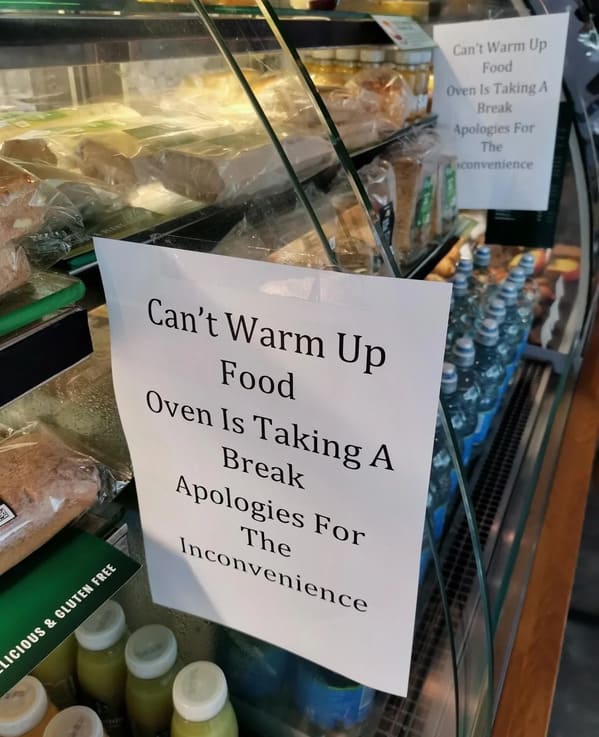 Can't Warm Up
Food
Oven Is Taking A
Break
Apologies For
The
Inconvenience
Can't Warm Up
Food
Oven Is Taking A
Break
Apologies For
The
convenience
LICIOUS & GLUTEN FREE